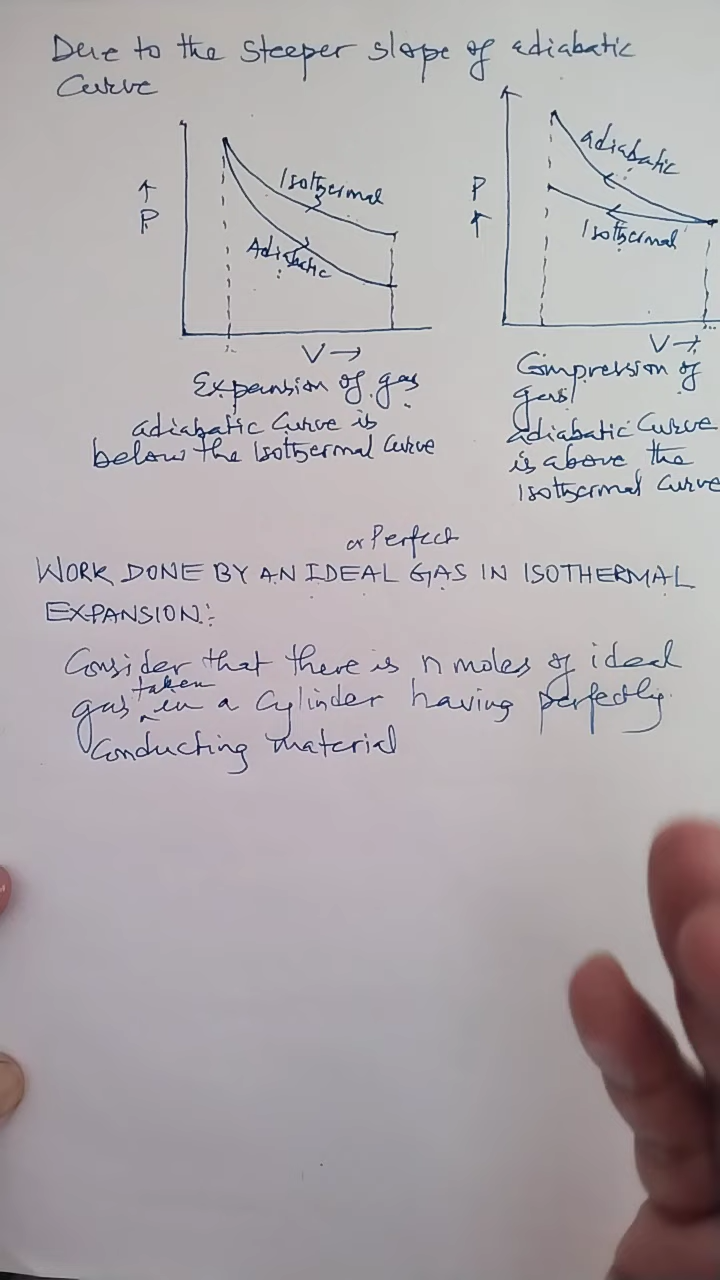 Due to the steeper slope of adiabatic
Curve
↑
P
Isothermal
Adiabatic
V →
Expansion of gas
adiabatic Curve is
below the Isothermal Curve
P
↑
adiabatic
Isothermal
V →
Compression of
gas
adiabatic Curve
is above the
Isothermal Curve
or Perfect
WORK DONE BY AN IDEAL GAS IN ISOTHERMAL
EXPANSION:
Consider that there is n moles of ideal
taken
gas in a cylinder having perfectly
Conducting material